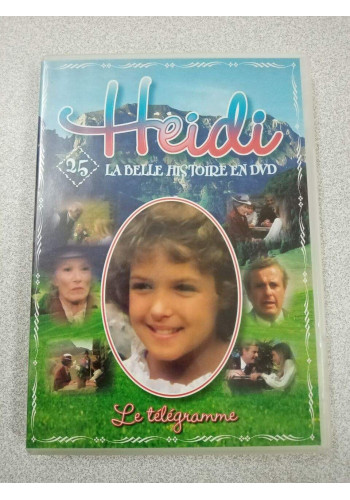 Heidi
25
LA BELLE HISTOIRE EN DVD
Le télégramme